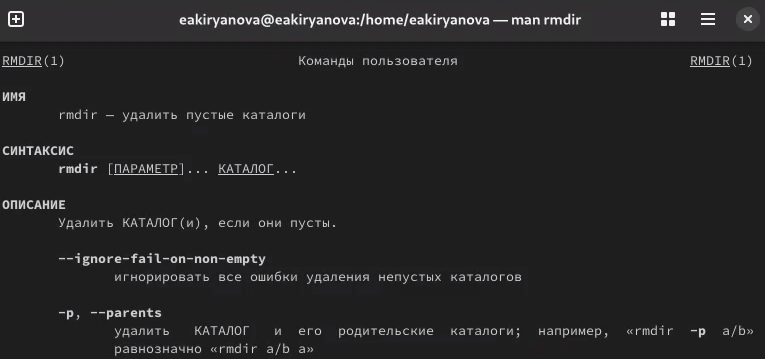 eakiryanova@eakiryanova:/home/eakiryanova — man rmdir
RMDIR(1) Команды пользователя RMDIR(1)
ИМЯ
rmdir — удалить пустые каталоги
СИНТАКСИС
rmdir [ПАРАМЕТР]... КАТАЛОГ...
ОПИСАНИЕ
Удалить КАТАЛОГ(и), если они пусты.
--ignore-fail-on-non-empty
игнорировать все ошибки удаления непустых каталогов
-p, --parents
удалить КАТАЛОГ и его родительские каталоги; например, «rmdir -p a/b»
равнозначно «rmdir a/b a»